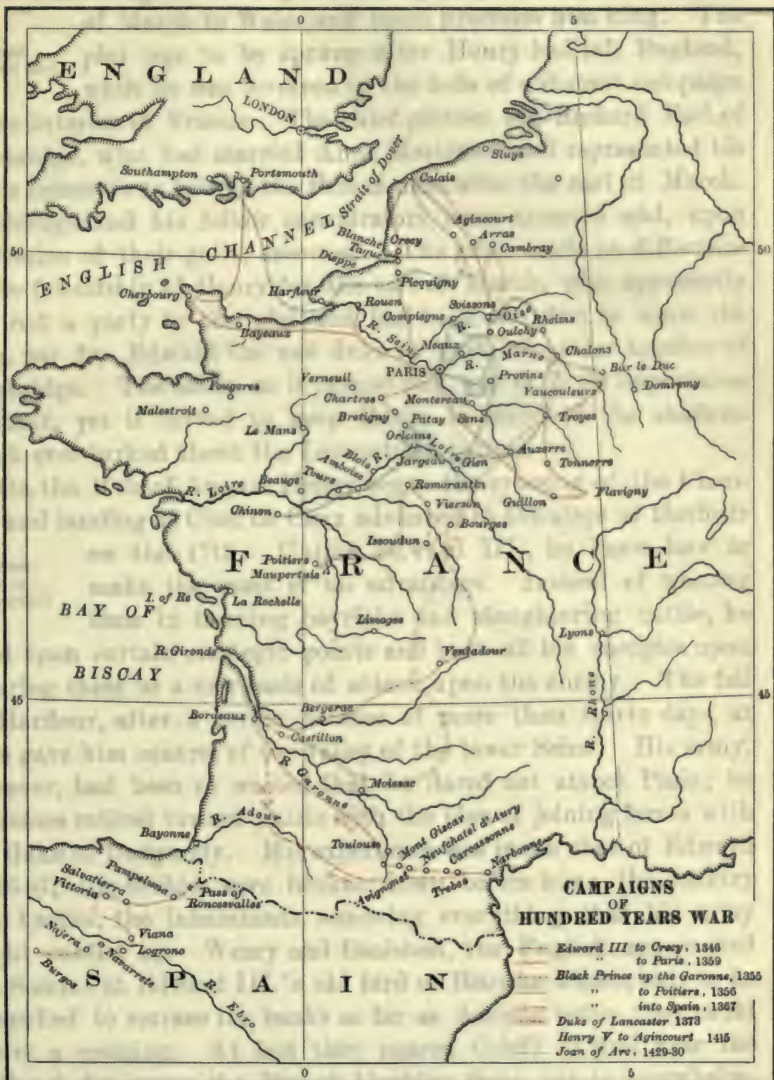 0
5
ENGLAND
LONDON
Southampton
Portsmouth
Strait of Dover
Sluys
Calais
Agincourt
Arras
Cambray
50
50
ENGLISH CHANNEL
Blanche
Taque
Crecy
Dieppe
Picquigny
Cherbourg
Harfleur
Rouen
Bayeaux
R. Seine
Compiegne
Soissons
R. Oise
Oulchy
Rheims
Meaux
R. Marne
Chalons
PARIS
Provins
Bar le Duc
Vaucouleurs
Domremy
Fougeres
Verneuil
Chartres
Montereau
Malestroit
Bretigny
Patay
Sens
Troyes
Le Mans
Orleans
Auxerre
R. Loire
Blois
Jargeau
Gien
Tonnerre
Amboise
Tours
R. Loire
Beauge
Romorantin
Guillon
Flavigny
Chinon
Vierson
Bourges
Issoudun
FRANCE
Poitiers
Maupertuis
BAY OF
BISCAY
I. of Re
La Rochelle
Limoges
Lyons
R. Gironde
Ventadour
45
45
Bordeaux
Bergerac
Castillon
R. Rhone
R. Garonne
Moissac
Bayonne
R. Adour
Toulouse
Mont Giscar
Neufchatel d'Aury
Carcassonne
Narbonne
Avignonet
Trebes
Salvatierra
Pampeluna
Vittoria
Pass of
Roncesvalles
Viana
Najera
Navarrete
Logrono
Burgos
SPAIN
R. Ebro
CAMPAIGNS
OF
HUNDRED YEARS WAR
Edward III to Crecy, 1346
" to Paris, 1359
Black Prince up the Garonne, 1355
" to Poitiers, 1356
" into Spain, 1367
Duke of Lancaster 1373
Henry V to Agincourt 1415
Joan of Arc, 1429-30
0
5